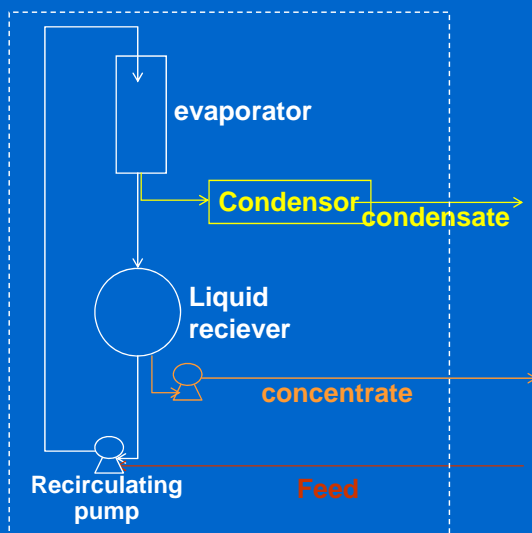 evaporator
Condensor
condensate
Liquid
reciever
concentrate
Recirculating
pump
Feed